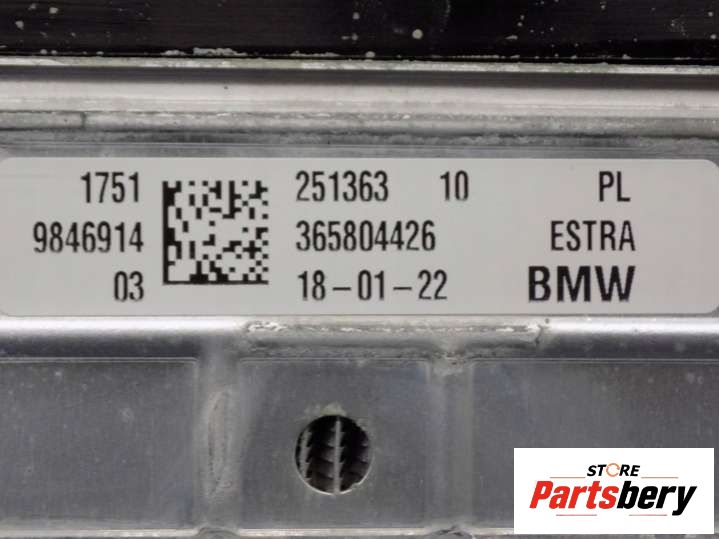 1751 251363 10 PL
9846914 365804426 ESTRA
03 18-01-22 BMW
STORE
Partsbery